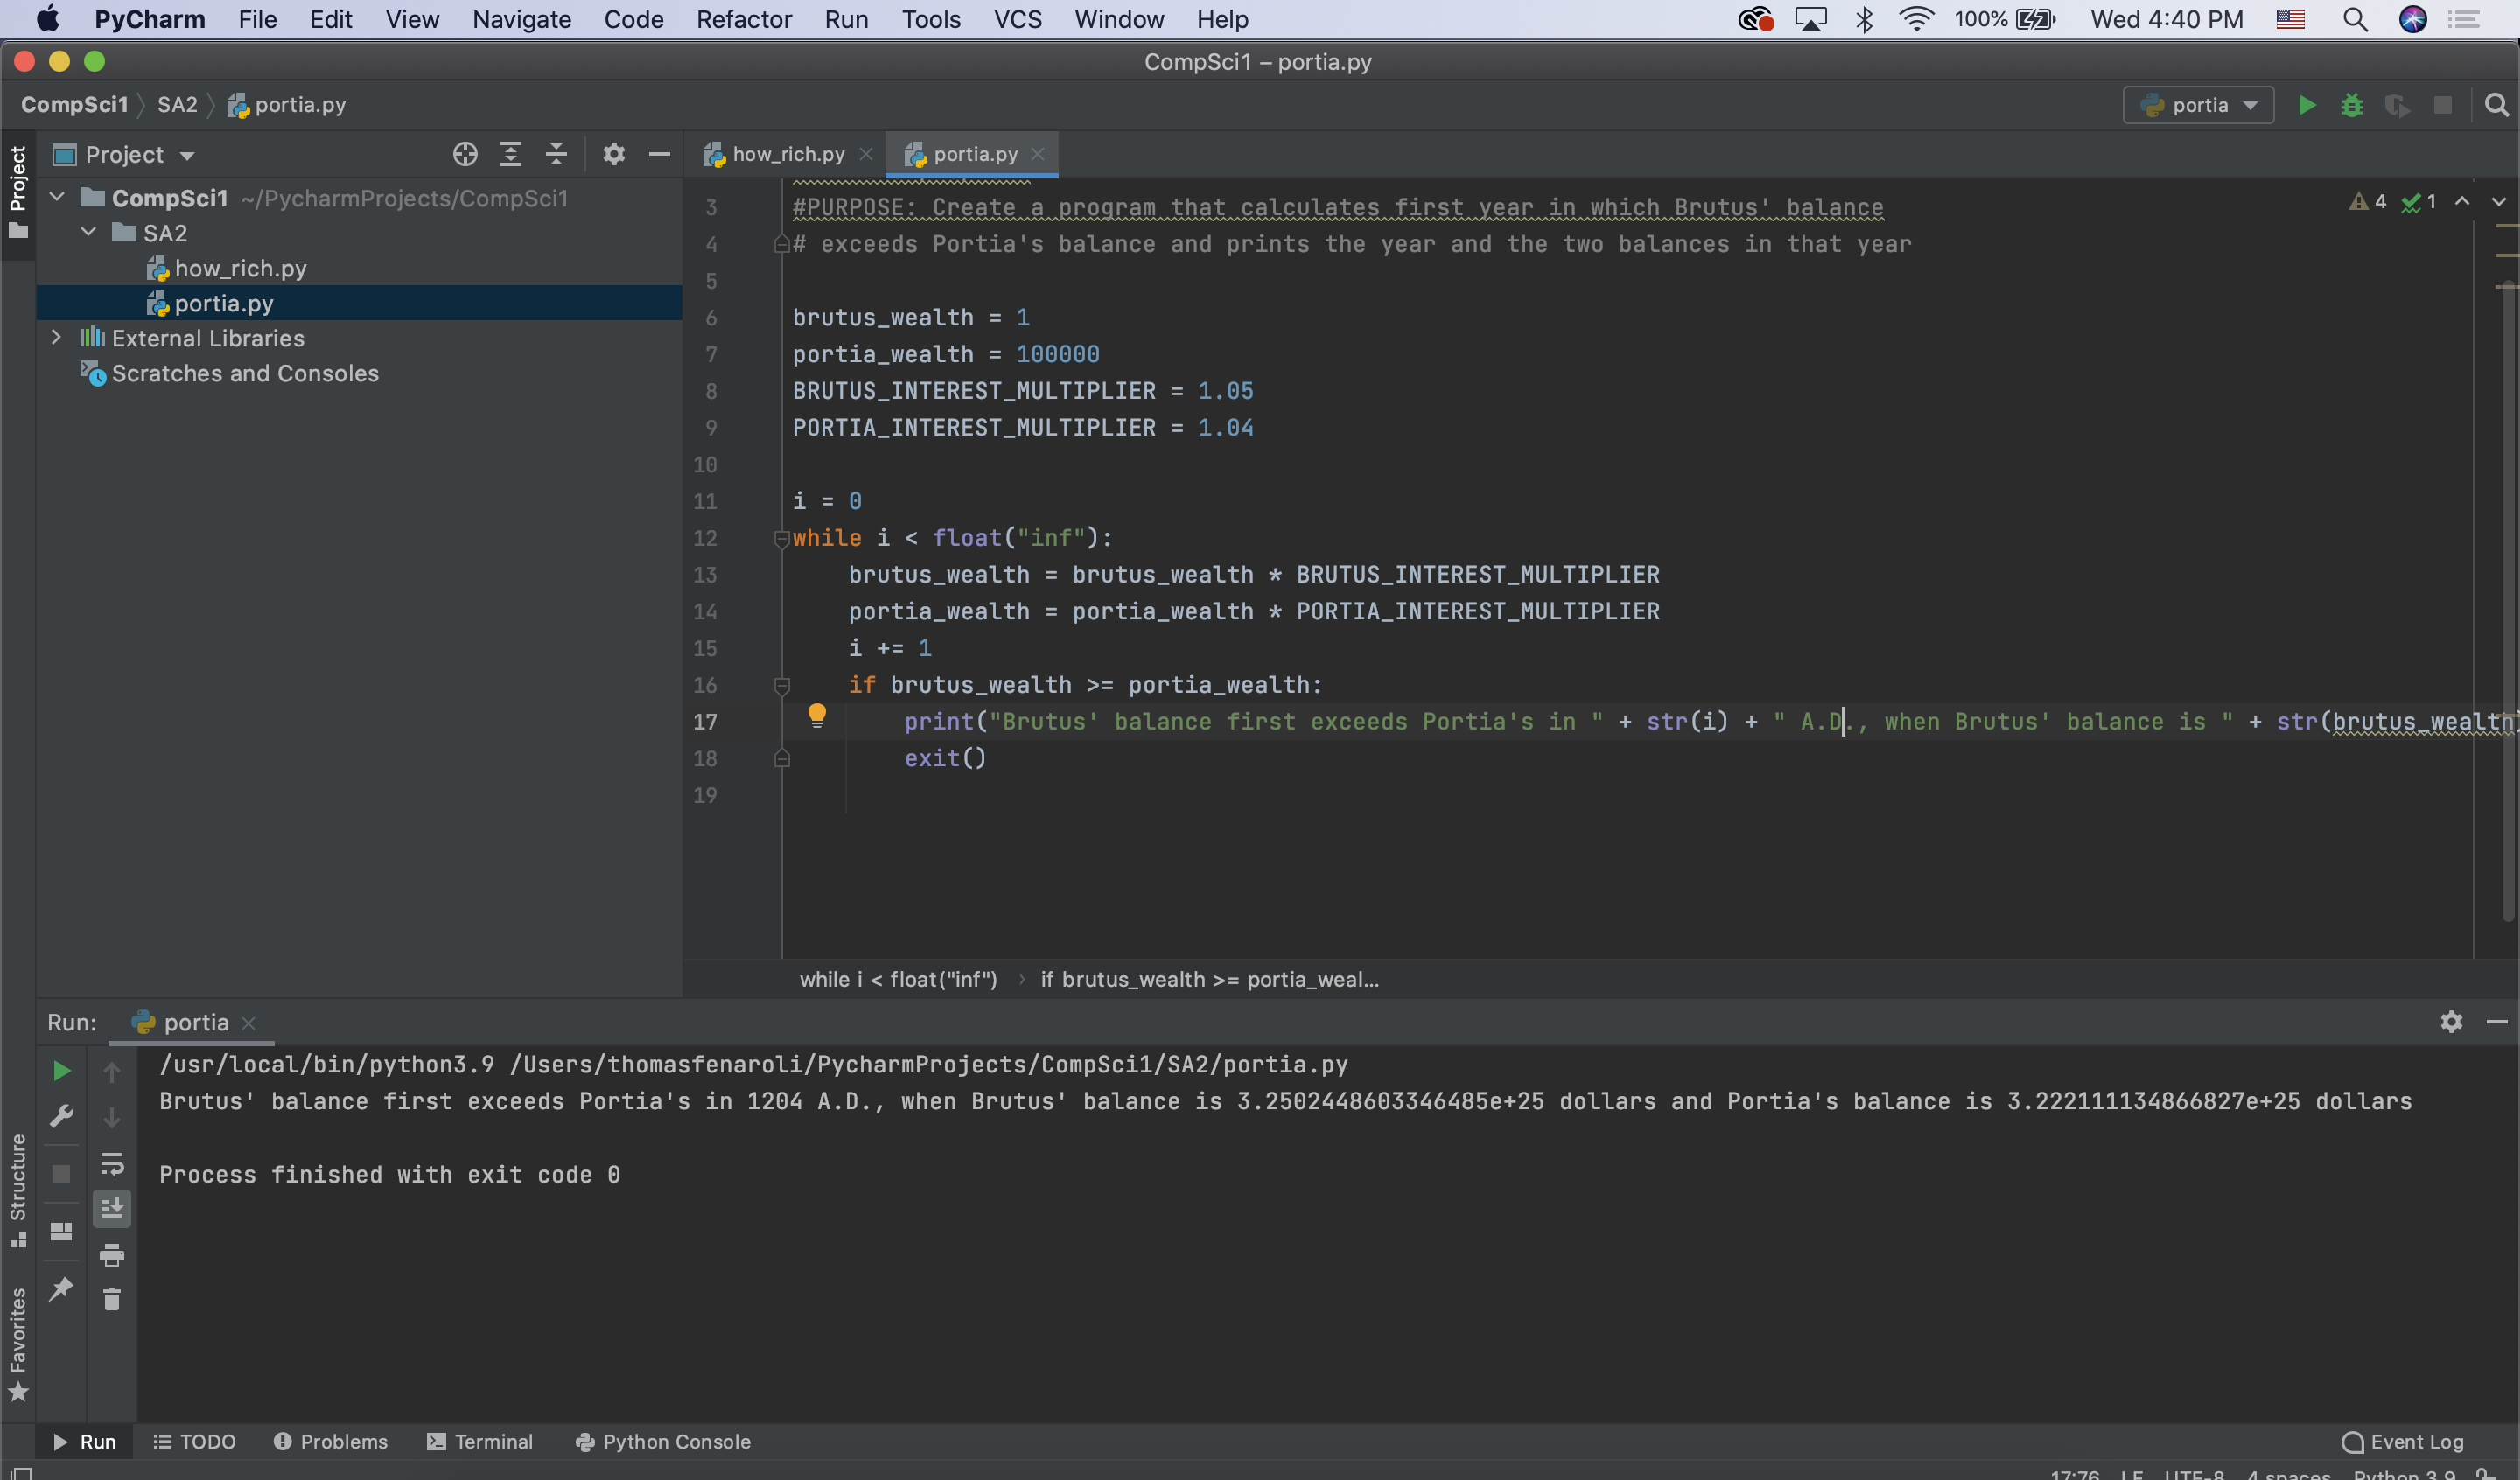 PyCharm File Edit View Navigate Code Refactor Run Tools VCS Window Help 100% Wed 4:40 PM
CompSci1 – portia.py
CompSci1 SA2 portia.py portia
Project how_rich.py portia.py
Project
CompSci1 ~/PycharmProjects/CompSci1
SA2
how_rich.py
portia.py
External Libraries
Scratches and Consoles
4 1
3 #PURPOSE: Create a program that calculates first year in which Brutus' balance
4 # exceeds Portia's balance and prints the year and the two balances in that year
5
6 brutus_wealth = 1
7 portia_wealth = 100000
8 BRUTUS_INTEREST_MULTIPLIER = 1.05
9 PORTIA_INTEREST_MULTIPLIER = 1.04
10
11 i = 0
12 while i < float("inf"):
13 brutus_wealth = brutus_wealth * BRUTUS_INTEREST_MULTIPLIER
14 portia_wealth = portia_wealth * PORTIA_INTEREST_MULTIPLIER
15 i += 1
16 if brutus_wealth >= portia_wealth:
17 print("Brutus' balance first exceeds Portia's in " + str(i) + " A.D., when Brutus' balance is " + str(brutus_wealth)
18 exit()
19
while i < float("inf") › if brutus_wealth >= portia_weal...
Run: portia
/usr/local/bin/python3.9 /Users/thomasfenaroli/PycharmProjects/CompSci1/SA2/portia.py
Brutus' balance first exceeds Portia's in 1204 A.D., when Brutus' balance is 3.2502448603346485e+25 dollars and Portia's balance is 3.222111134866827e+25 dollars
Process finished with exit code 0
Structure
Favorites
Run TODO Problems Terminal Python Console Event Log
17:76 LF UTF-8 4 spaces Python 3.9